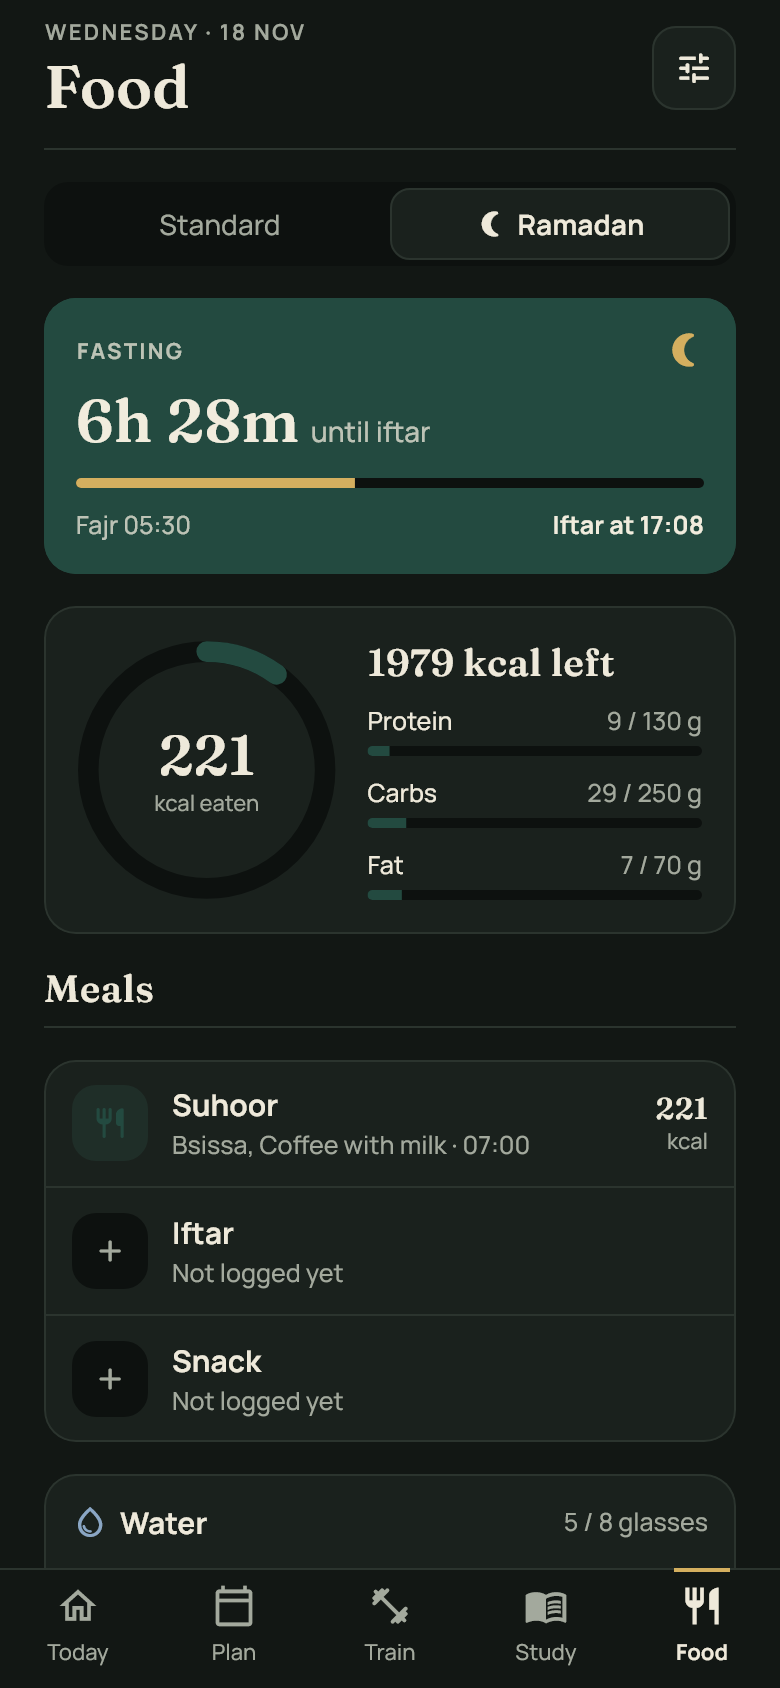 WEDNESDAY · 18 NOV
Food
Standard
Ramadan
FASTING
6h 28m until iftar
Fajr 05:30
Iftar at 17:08
221
kcal eaten
1979 kcal left
Protein 9 / 130 g
Carbs 29 / 250 g
Fat 7 / 70 g
Meals
Suhoor
Bsissa, Coffee with milk · 07:00
221
kcal
Iftar
Not logged yet
Snack
Not logged yet
Water 5 / 8 glasses
Today
Plan
Train
Study
Food